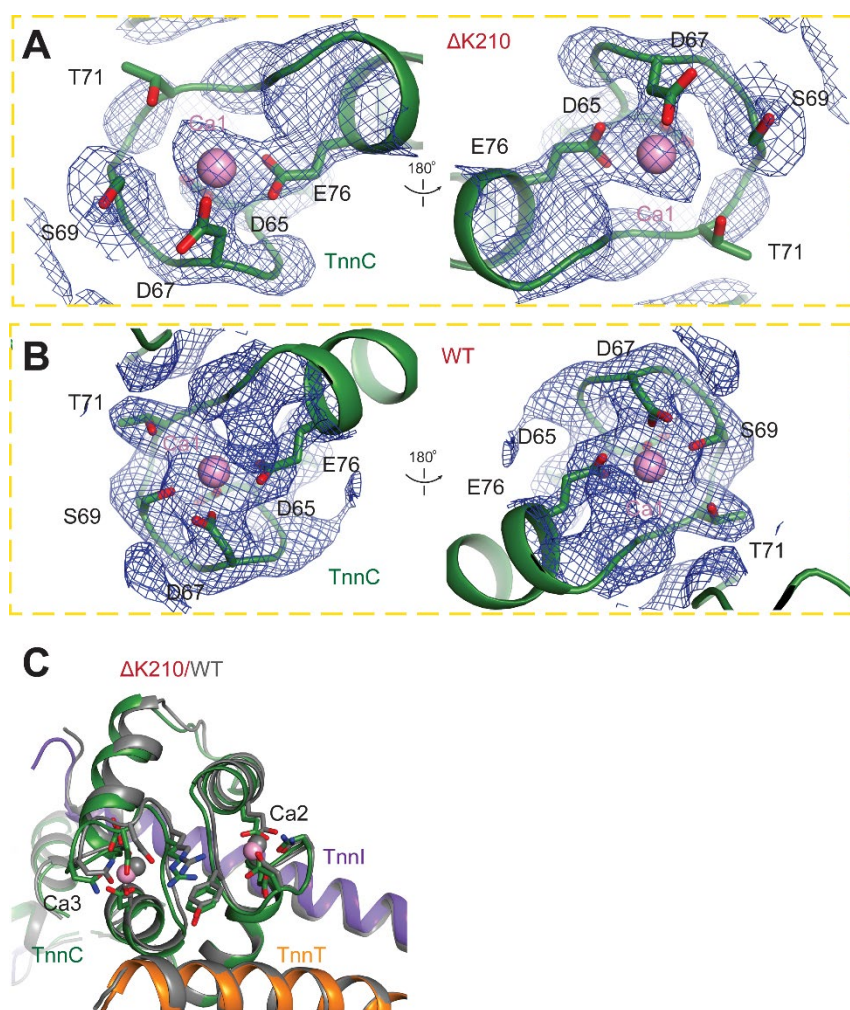 A
ΔK210
T71
Ca1
E76
D65
S69
D67
TnnC
180°
D67
D65
S69
E76
Ca1
T71
B
WT
T71
Ca1
E76
S69
D65
D67
TnnC
180°
D67
D65
S69
E76
Ca1
T71
C
ΔK210/WT
Ca2
TnnI
Ca3
TnnC
TnnT